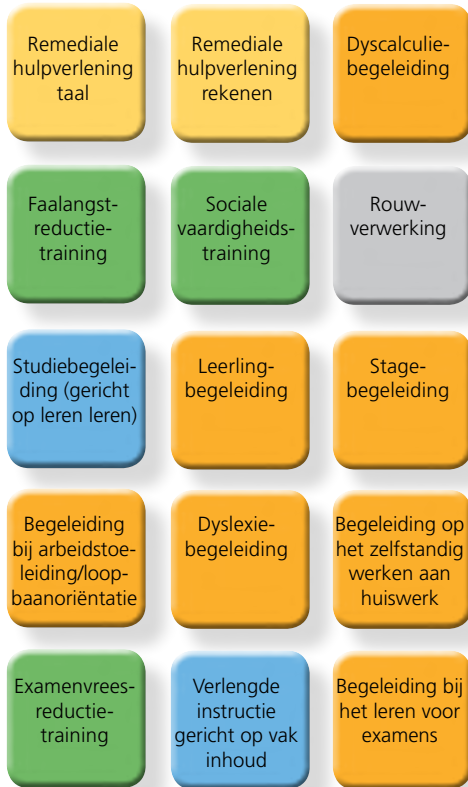 Remediale
hulpverlening
taal
Remediale
hulpverlening
rekenen
Dyscalculie-
begeleiding
Faalangst-
reductie-
training
Sociale
vaardigheids-
training
Rouw-
verwerking
Studiebegelei-
ding (gericht
op leren leren)
Leerling-
begeleiding
Stage-
begeleiding
Begeleiding
bij arbeidstoe-
leiding/loop-
baanoriëntatie
Dyslexie-
begeleiding
Begeleiding op
het zelfstandig
werken aan
huiswerk
Examenvrees-
reductie-
training
Verlengde
instructie
gericht op vak
inhoud
Begeleiding bij
het leren voor
examens